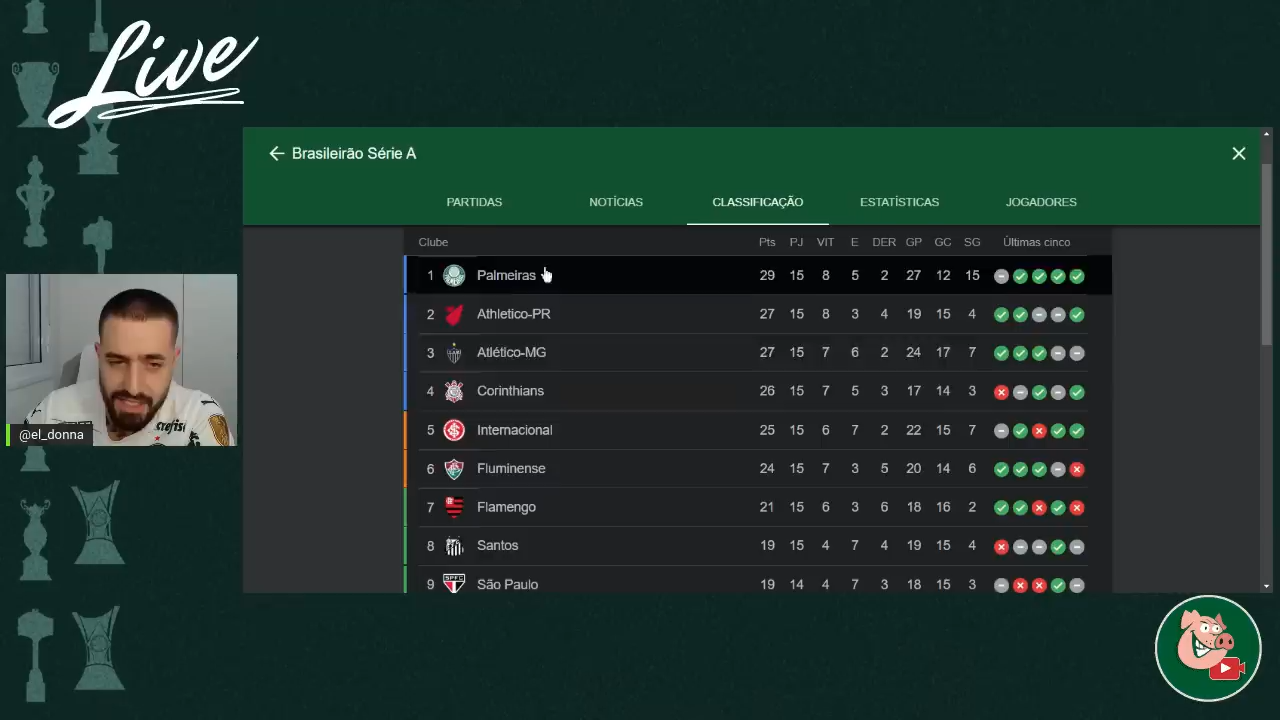 Live
Brasileirão Série A
PARTIDAS NOTÍCIAS CLASSIFICAÇÃO ESTATÍSTICAS JOGADORES
Clube Pts PJ VIT E DER GP GC SG Últimas cinco
1 Palmeiras 29 15 8 5 2 27 12 15
2 Athletico-PR 27 15 8 3 4 19 15 4
3 Atlético-MG 27 15 7 6 2 24 17 7
4 Corinthians 26 15 7 5 3 17 14 3
5 Internacional 25 15 6 7 2 22 15 7
6 Fluminense 24 15 7 3 5 20 14 6
7 Flamengo 21 15 6 3 6 18 16 2
8 Santos 19 15 4 7 4 19 15 4
9 SPFC São Paulo 19 14 4 7 3 18 15 3
crefisa
@el_donna